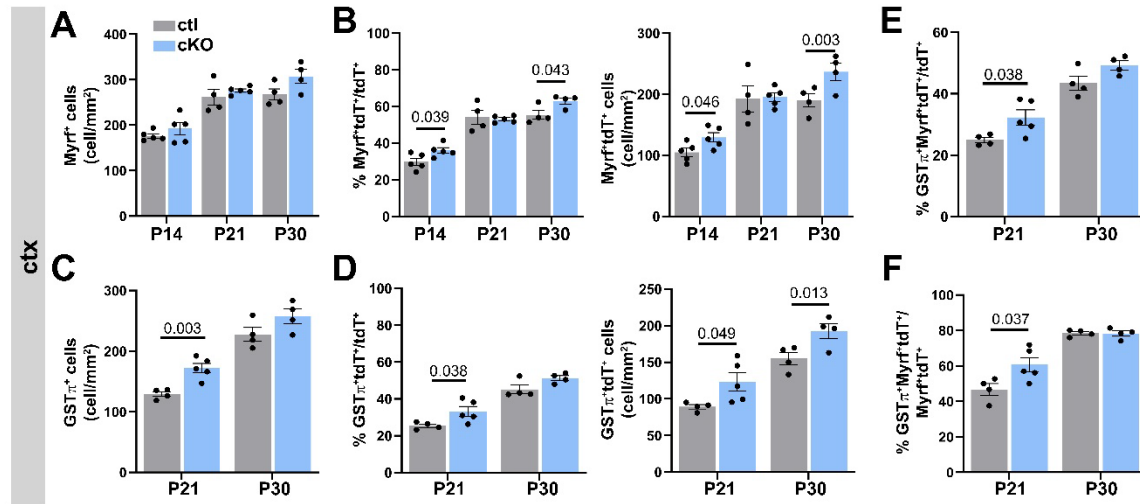 ctx
A
ctl
cKO
Myrf⁺ cells
(cell/mm²)
400
300
200
100
0
P14 P21 P30
B
% Myrf⁺tdT⁺/tdT⁺
100
80
60
40
20
0
0.039
0.043
P14 P21 P30
Myrf⁺tdT⁺ cells
(cell/mm²)
300
200
100
0
0.046
0.003
P14 P21 P30
E
% GSTπ⁺Myrf⁺tdT⁺/tdT⁺
60
40
20
0
0.038
P21 P30
C
GSTπ⁺ cells
(cell/mm²)
300
200
100
0
0.003
P21 P30
D
% GSTπ⁺tdT⁺/tdT⁺
100
80
60
40
20
0
0.038
P21 P30
GSTπ⁺tdT⁺ cells
(cell/mm²)
250
200
150
100
50
0
0.049
0.013
P21 P30
F
% GSTπ⁺Myrf⁺tdT⁺/
Myrf⁺tdT⁺
100
80
60
40
20
0
0.037
P21 P30